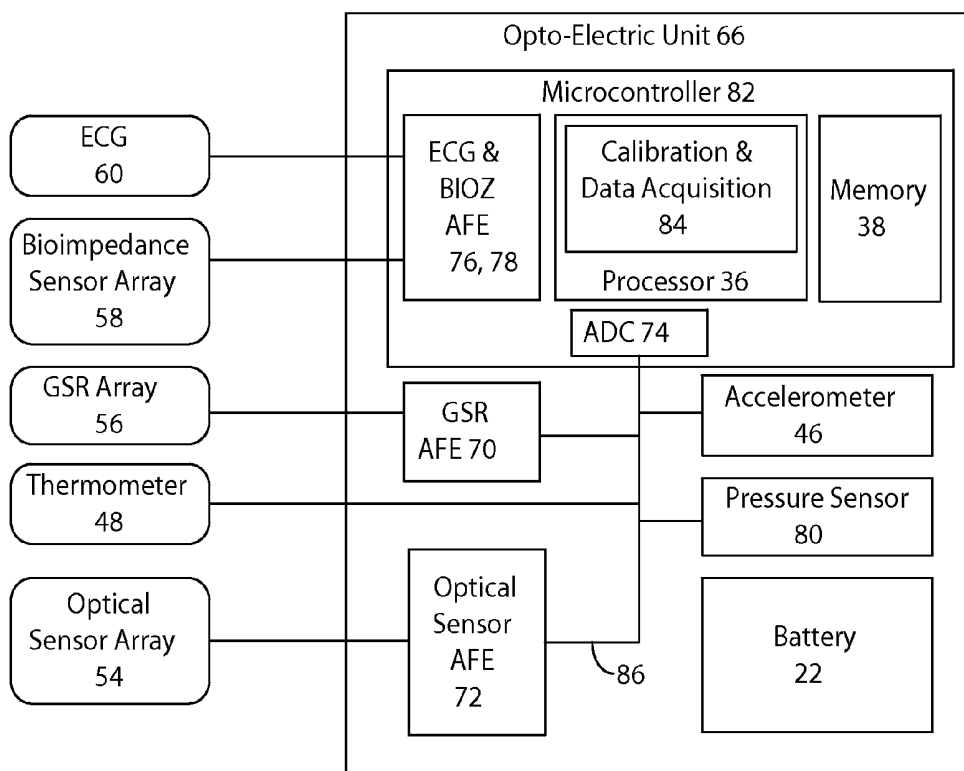 Opto-Electric Unit 66
Microcontroller 82
ECG
60
ECG &
BIOZ
AFE
76, 78
Calibration &
Data Acquisition
84
Processor 36
Memory
38
Bioimpedance
Sensor Array
58
ADC 74
GSR Array
56
GSR
AFE 70
Accelerometer
46
Thermometer
48
Pressure Sensor
80
Optical
Sensor Array
54
Optical
Sensor
AFE
72
86
Battery
22